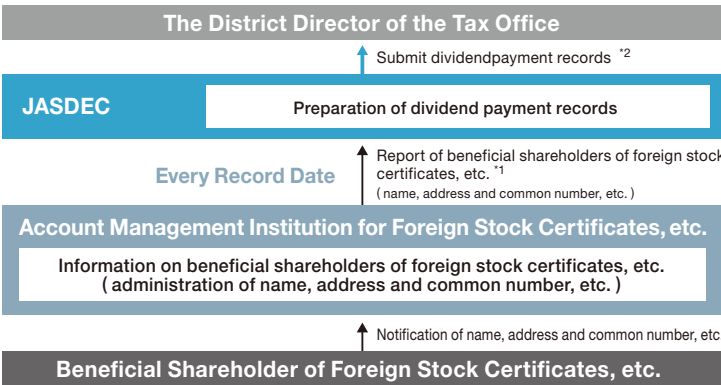 The District Director of the Tax Office
Submit dividendpayment records *2
JASDEC
Preparation of dividend payment records
Every Record Date
Report of beneficial shareholders of foreign stock
certificates, etc. *1
( name, address and common number, etc. )
Account Management Institution for Foreign Stock Certificates, etc.
Information on beneficial shareholders of foreign stock certificates, etc.
( administration of name, address and common number, etc. )
Notification of name, address and common number, etc
Beneficial Shareholder of Foreign Stock Certificates, etc.